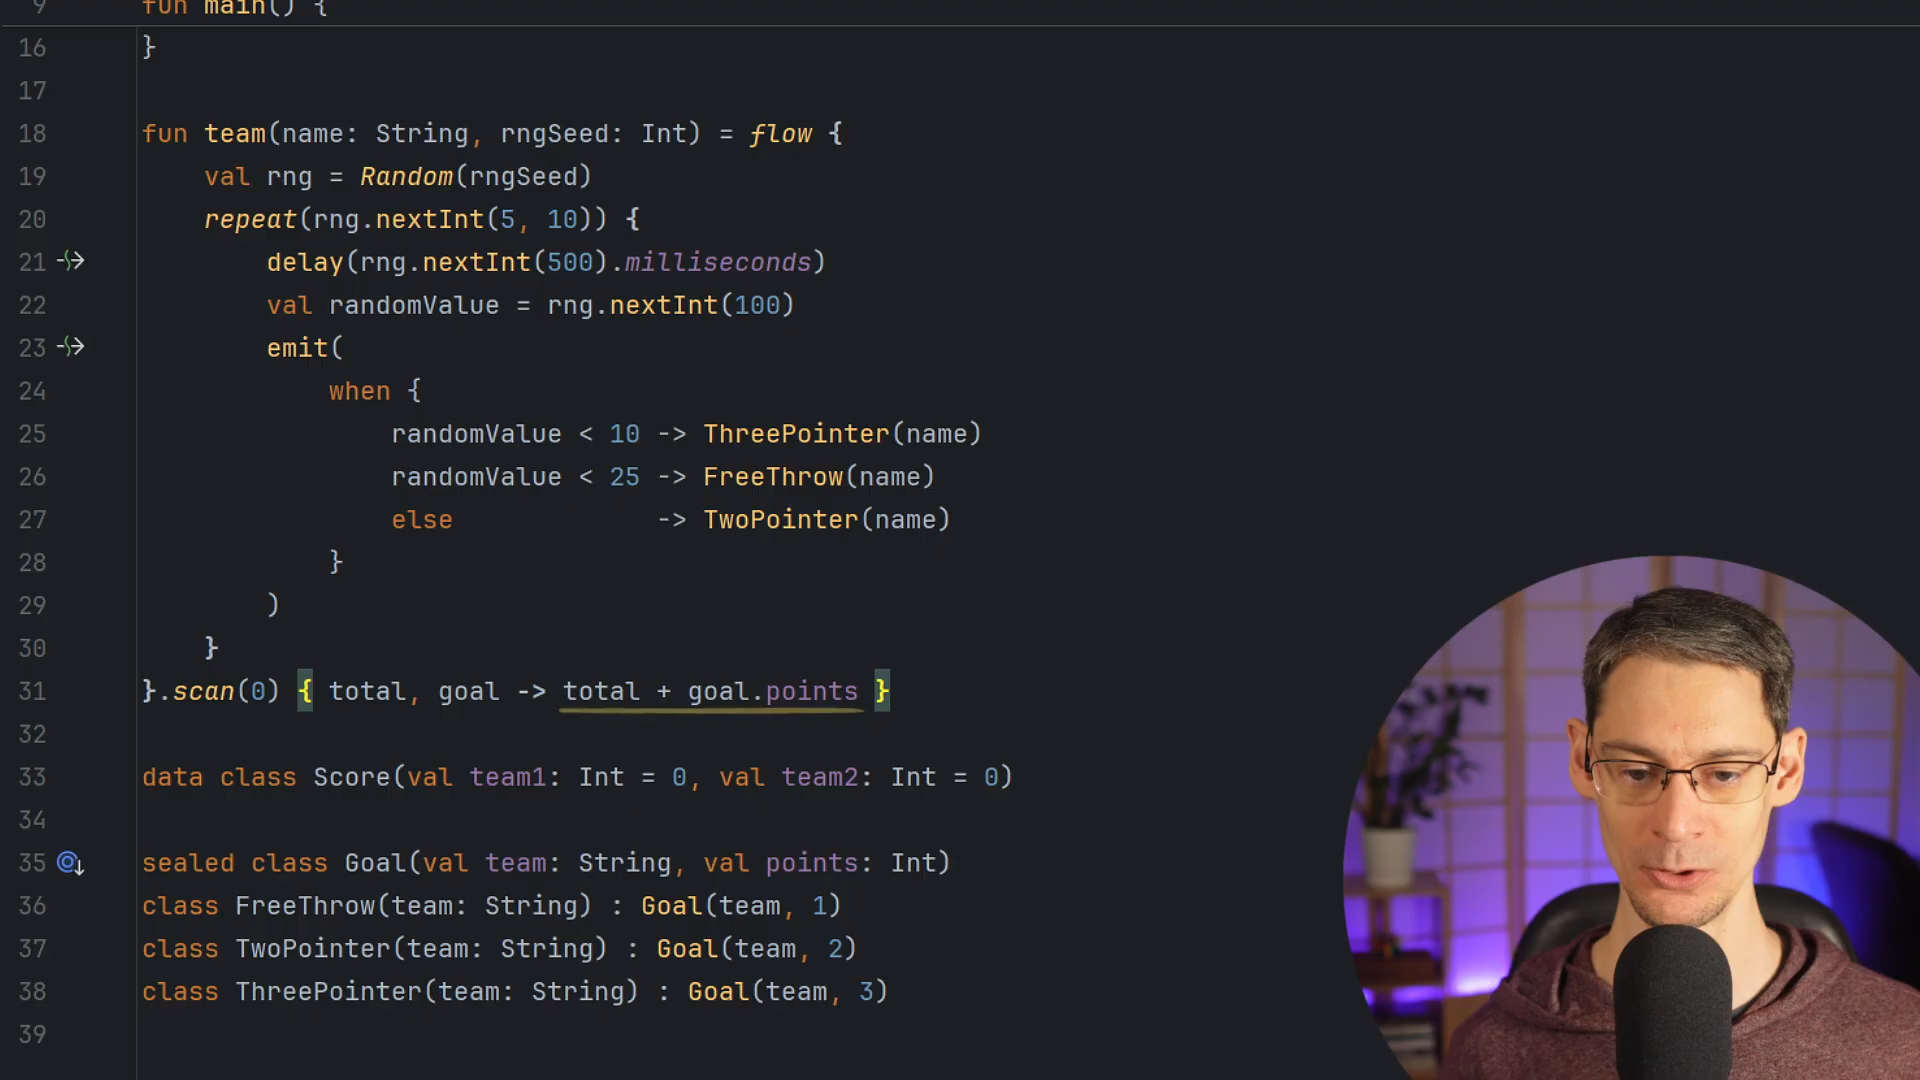 9 fun main() {
16 }
17
18 fun team(name: String, rngSeed: Int) = flow {
19 val rng = Random(rngSeed)
20 repeat(rng.nextInt(5, 10)) {
21 delay(rng.nextInt(500).milliseconds)
22 val randomValue = rng.nextInt(100)
23 emit(
24 when {
25 randomValue < 10 -> ThreePointer(name)
26 randomValue < 25 -> FreeThrow(name)
27 else -> TwoPointer(name)
28 }
29 )
30 }
31 }.scan(0) { total, goal -> total + goal.points }
32
33 data class Score(val team1: Int = 0, val team2: Int = 0)
34
35 sealed class Goal(val team: String, val points: Int)
36 class FreeThrow(team: String) : Goal(team, 1)
37 class TwoPointer(team: String) : Goal(team, 2)
38 class ThreePointer(team: String) : Goal(team, 3)
39